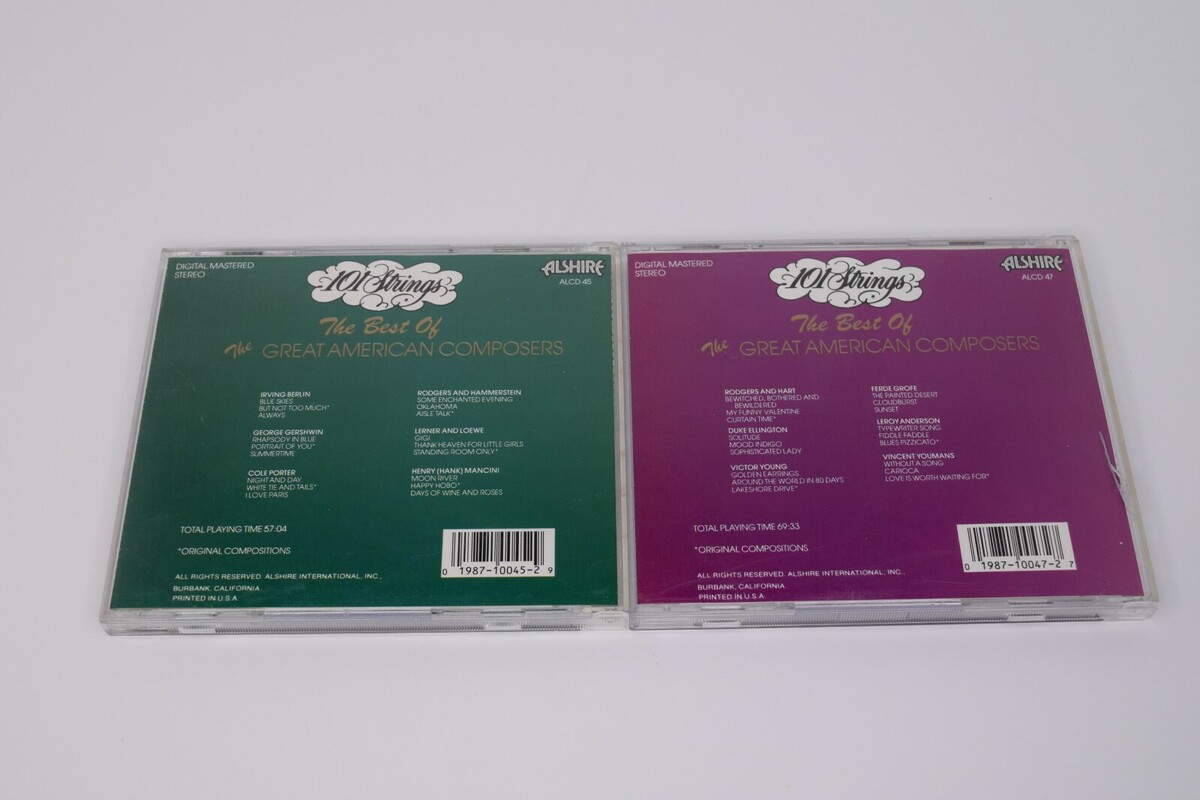 DIGITAL MASTERED
STEREO
101 Strings
ALSHIRE
ALCD 45
The Best Of
The GREAT AMERICAN COMPOSERS
IRVING BERLIN
BLUE SKIES
BUT NOT TOO MUCH*
ALWAYS
GEORGE GERSHWIN
RHAPSODY IN BLUE
PORTRAIT OF YOU*
SUMMERTIME
COLE PORTER
NIGHT AND DAY
WHITE TIE AND TAILS*
I LOVE PARIS
RODGERS AND HAMMERSTEIN
SOME ENCHANTED EVENING
OKLAHOMA
AISLE TALK*
LERNER AND LOEWE
GIGI
THANK HEAVEN FOR LITTLE GIRLS
STANDING ROOM ONLY*
HENRY (HANK) MANCINI
MOON RIVER
HAPPY HOBO*
DAYS OF WINE AND ROSES
TOTAL PLAYING TIME 57:04
*ORIGINAL COMPOSITIONS
0 1987-10045-2 9
ALL RIGHTS RESERVED. ALSHIRE INTERNATIONAL, INC.,
BURBANK, CALIFORNIA
PRINTED IN U.S.A.
DIGITAL MASTERED
STEREO
101 Strings
ALSHIRE
ALCD 47
The Best Of
The GREAT AMERICAN COMPOSERS
RODGERS AND HART
BEWITCHED, BOTHERED AND
BEWILDERED
MY FUNNY VALENTINE
CURTAIN TIME*
DUKE ELLINGTON
SOLITUDE
MOOD INDIGO
SOPHISTICATED LADY
VICTOR YOUNG
GOLDEN EARRINGS
AROUND THE WORLD IN 80 DAYS
LAKESHORE DRIVE*
FERDE GROFE
THE PAINTED DESERT
CLOUDBURST
SUNSET
LEROY ANDERSON
TYPEWRITER SONG
FIDDLE FADDLE
BLUES PIZZICATO*
VINCENT YOUMANS
WITHOUT A SONG
CARIOCA
LOVE IS WORTH WAITING FOR*
TOTAL PLAYING TIME 69:33
*ORIGINAL COMPOSITIONS
0 1987-10047-2 7
ALL RIGHTS RESERVED. ALSHIRE INTERNATIONAL, INC.,
BURBANK, CALIFORNIA
PRINTED IN U.S.A.